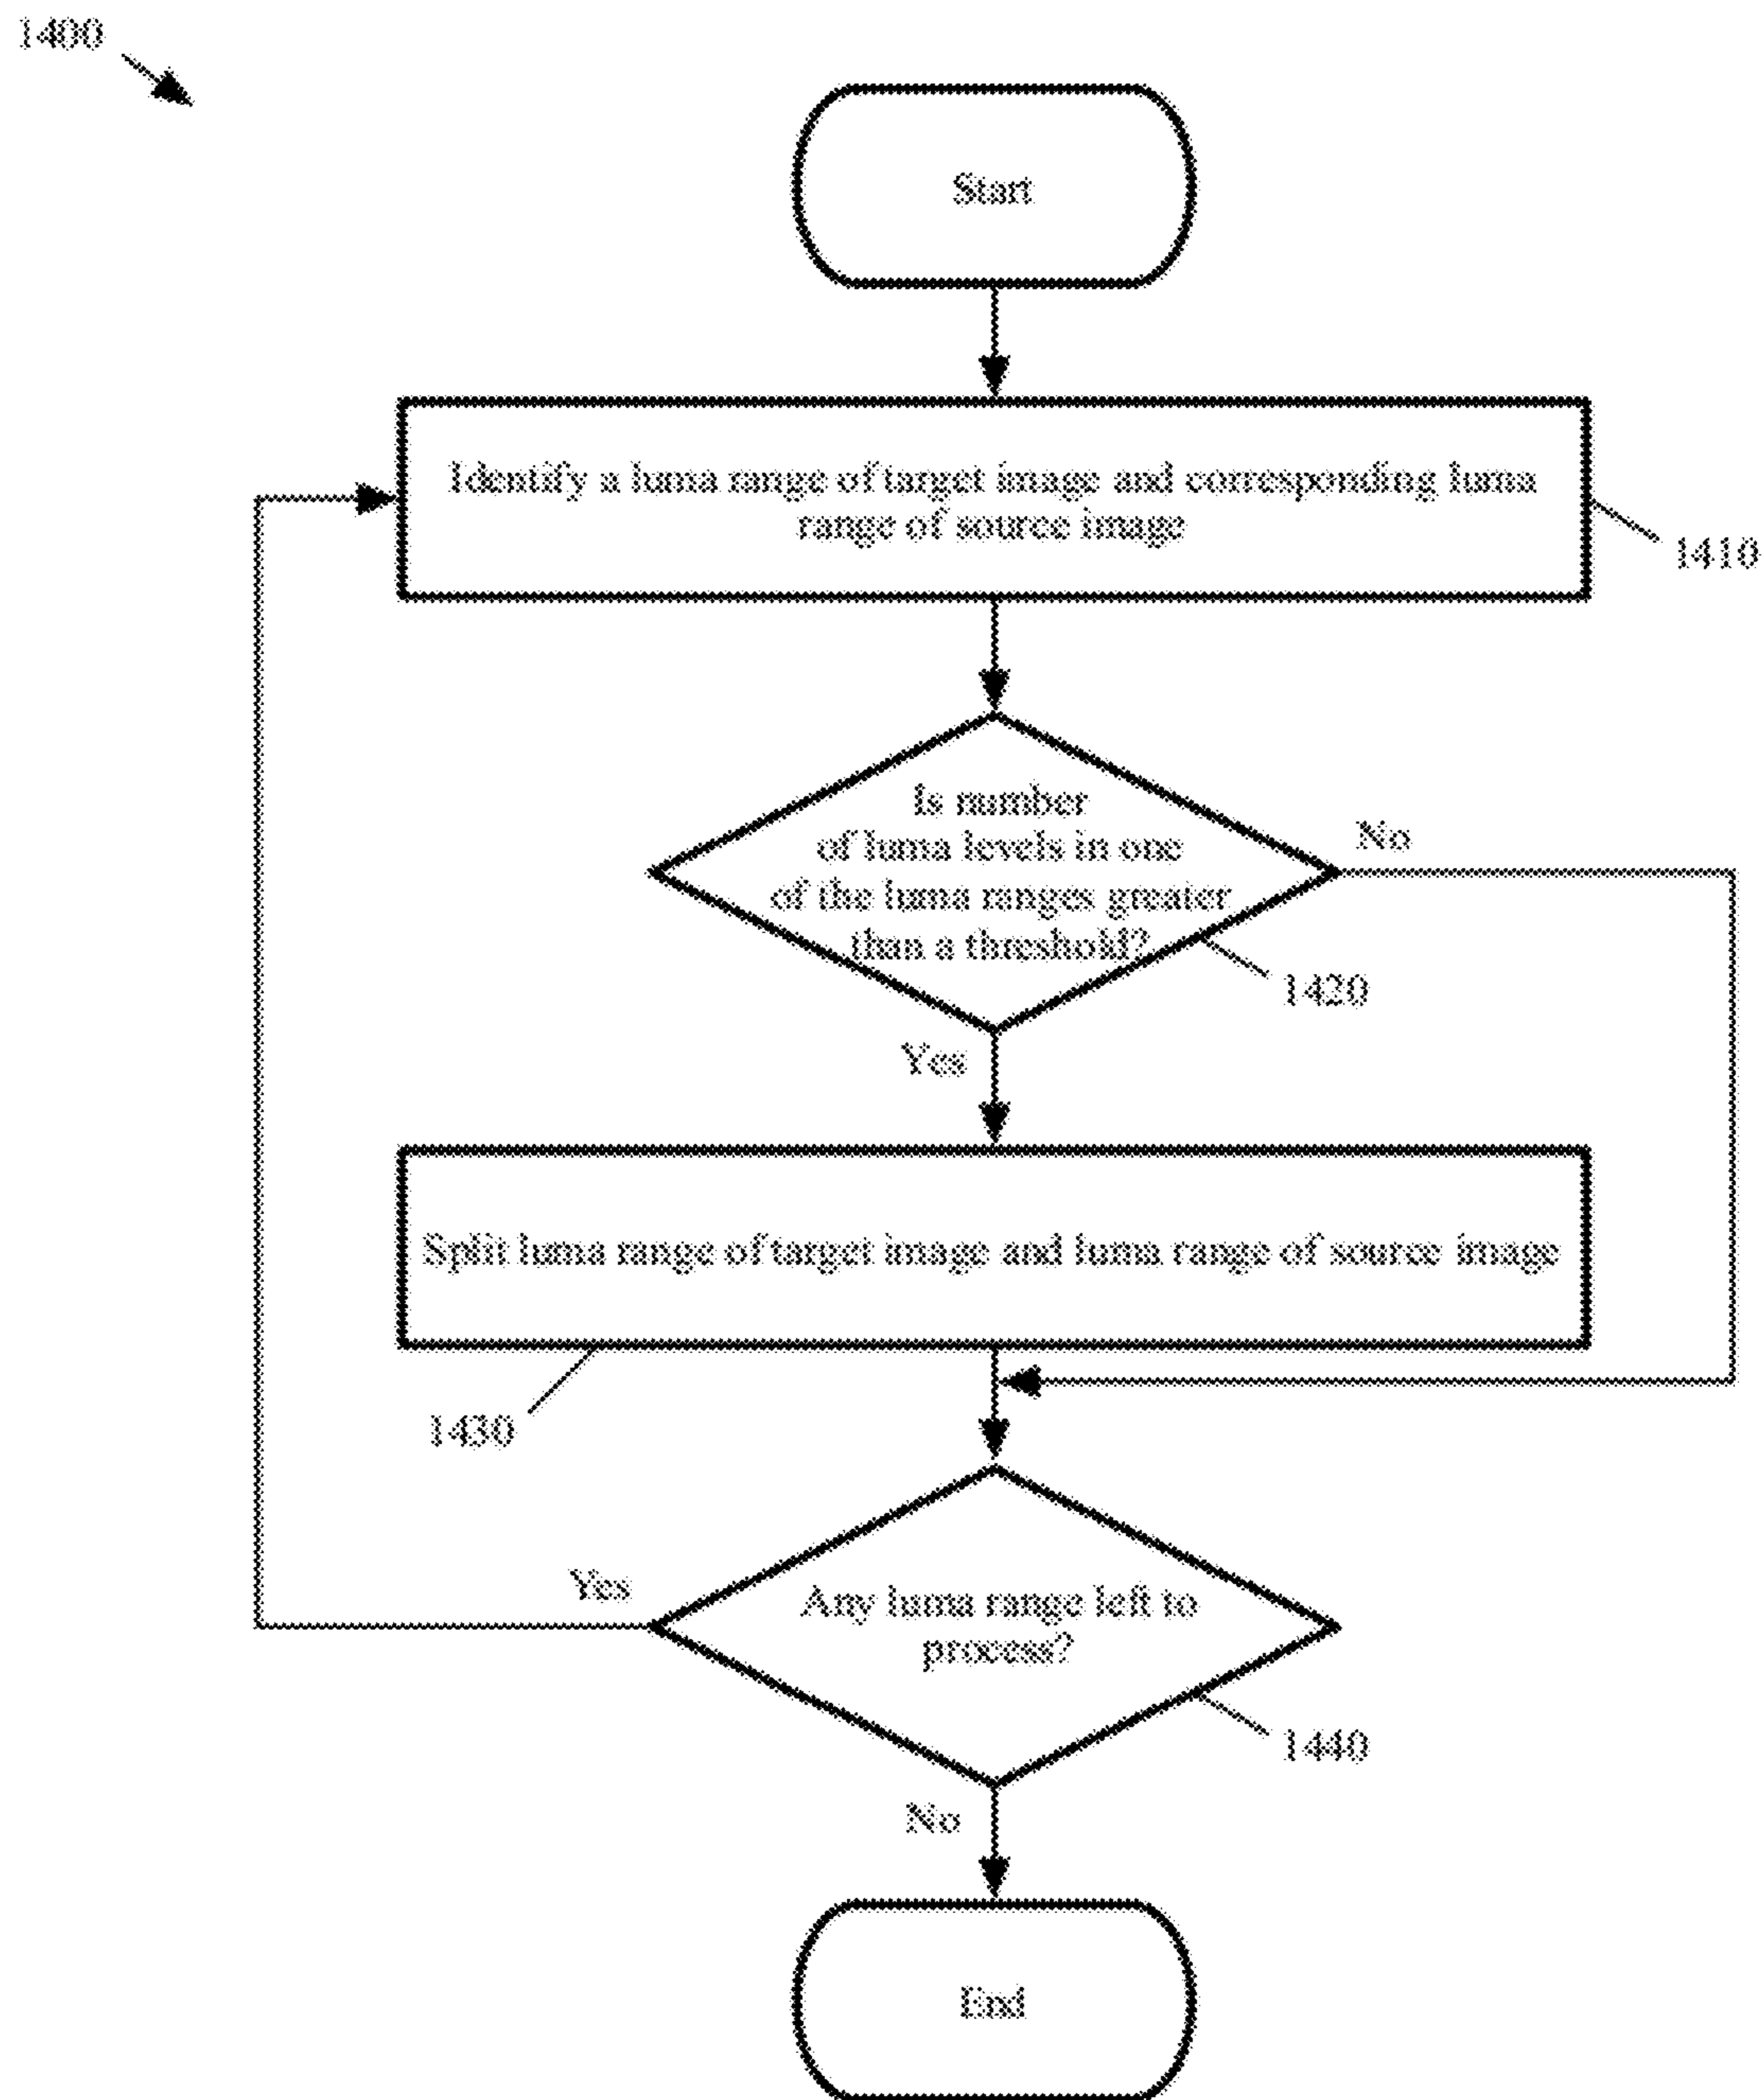 1400
Start
Identify a luma range of target image and corresponding luma
range of source image
1410
Is number
of luma levels in one
of the luma ranges greater
than a threshold?
No
1420
Yes
Split luma range of target image and luma range of source image
1430
Yes
Any luma range left to
process?
1440
No
End